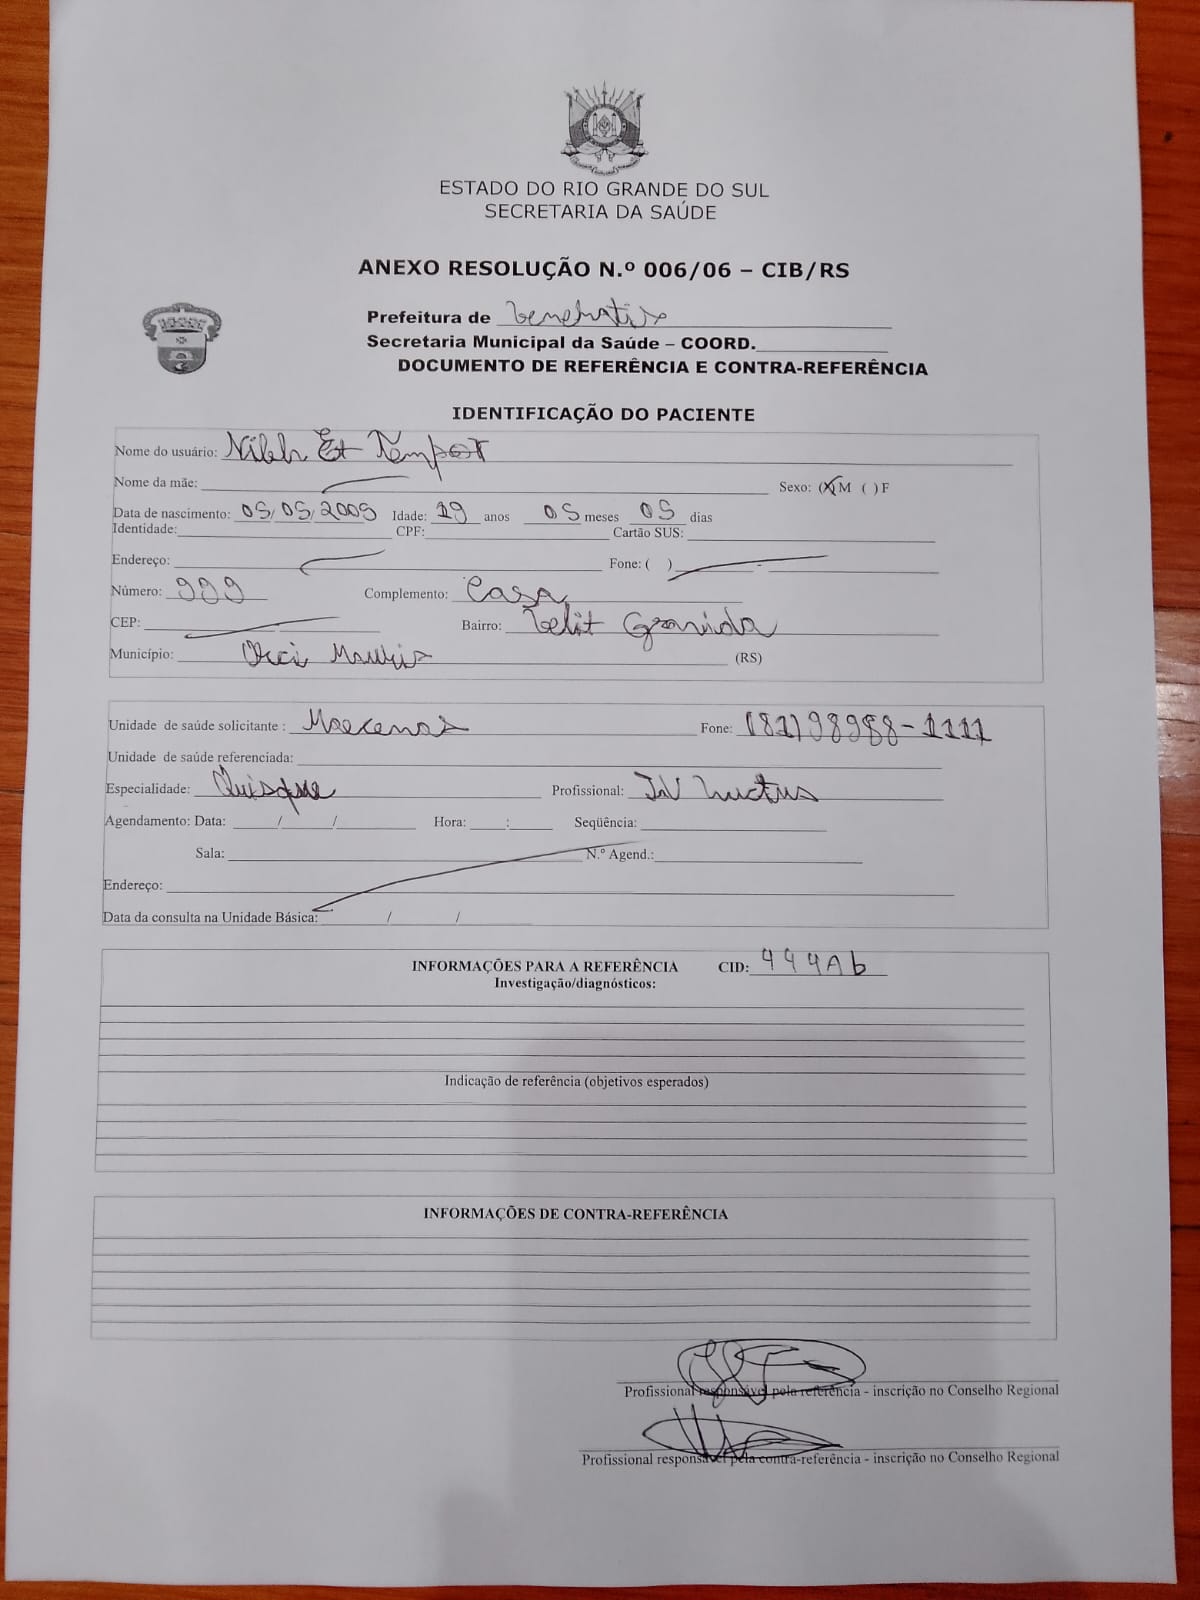 ESTADO DO RIO GRANDE DO SUL
SECRETARIA DA SAÚDE
ANEXO RESOLUÇÃO N.º 006/06 – CIB/RS
Prefeitura de
Secretaria Municipal da Saúde – COORD.
DOCUMENTO DE REFERÊNCIA E CONTRA-REFERÊNCIA
IDENTIFICAÇÃO DO PACIENTE
Nome do usuário: Nibh Et Tempor
Nome da mãe: Sexo: (X) M ( ) F
Data de nascimento: 05/05/2005 Idade: 19 anos 05 meses 05 dias
Identidade: CPF: Cartão SUS:
Endereço: Fone: ( ) -
Número: 999 Complemento: Casa
CEP: Bairro: Velit Gravida
Município: Orci Mauris (RS)
Unidade de saúde solicitante : Maecenas Fone: (81)98988-1111
Unidade de saúde referenciada:
Especialidade: Quisque Profissional: In Luctus
Agendamento: Data: / / Hora: : Seqüência:
Sala: N.º Agend.:
Endereço:
Data da consulta na Unidade Básica: / /
INFORMAÇÕES PARA A REFERÊNCIA CID: 444Ab
Investigação/diagnósticos:
Indicação de referência (objetivos esperados)
INFORMAÇÕES DE CONTRA-REFERÊNCIA
Profissional responsável pela referência - inscrição no Conselho Regional
Profissional responsável pela contra-referência - inscrição no Conselho Regional